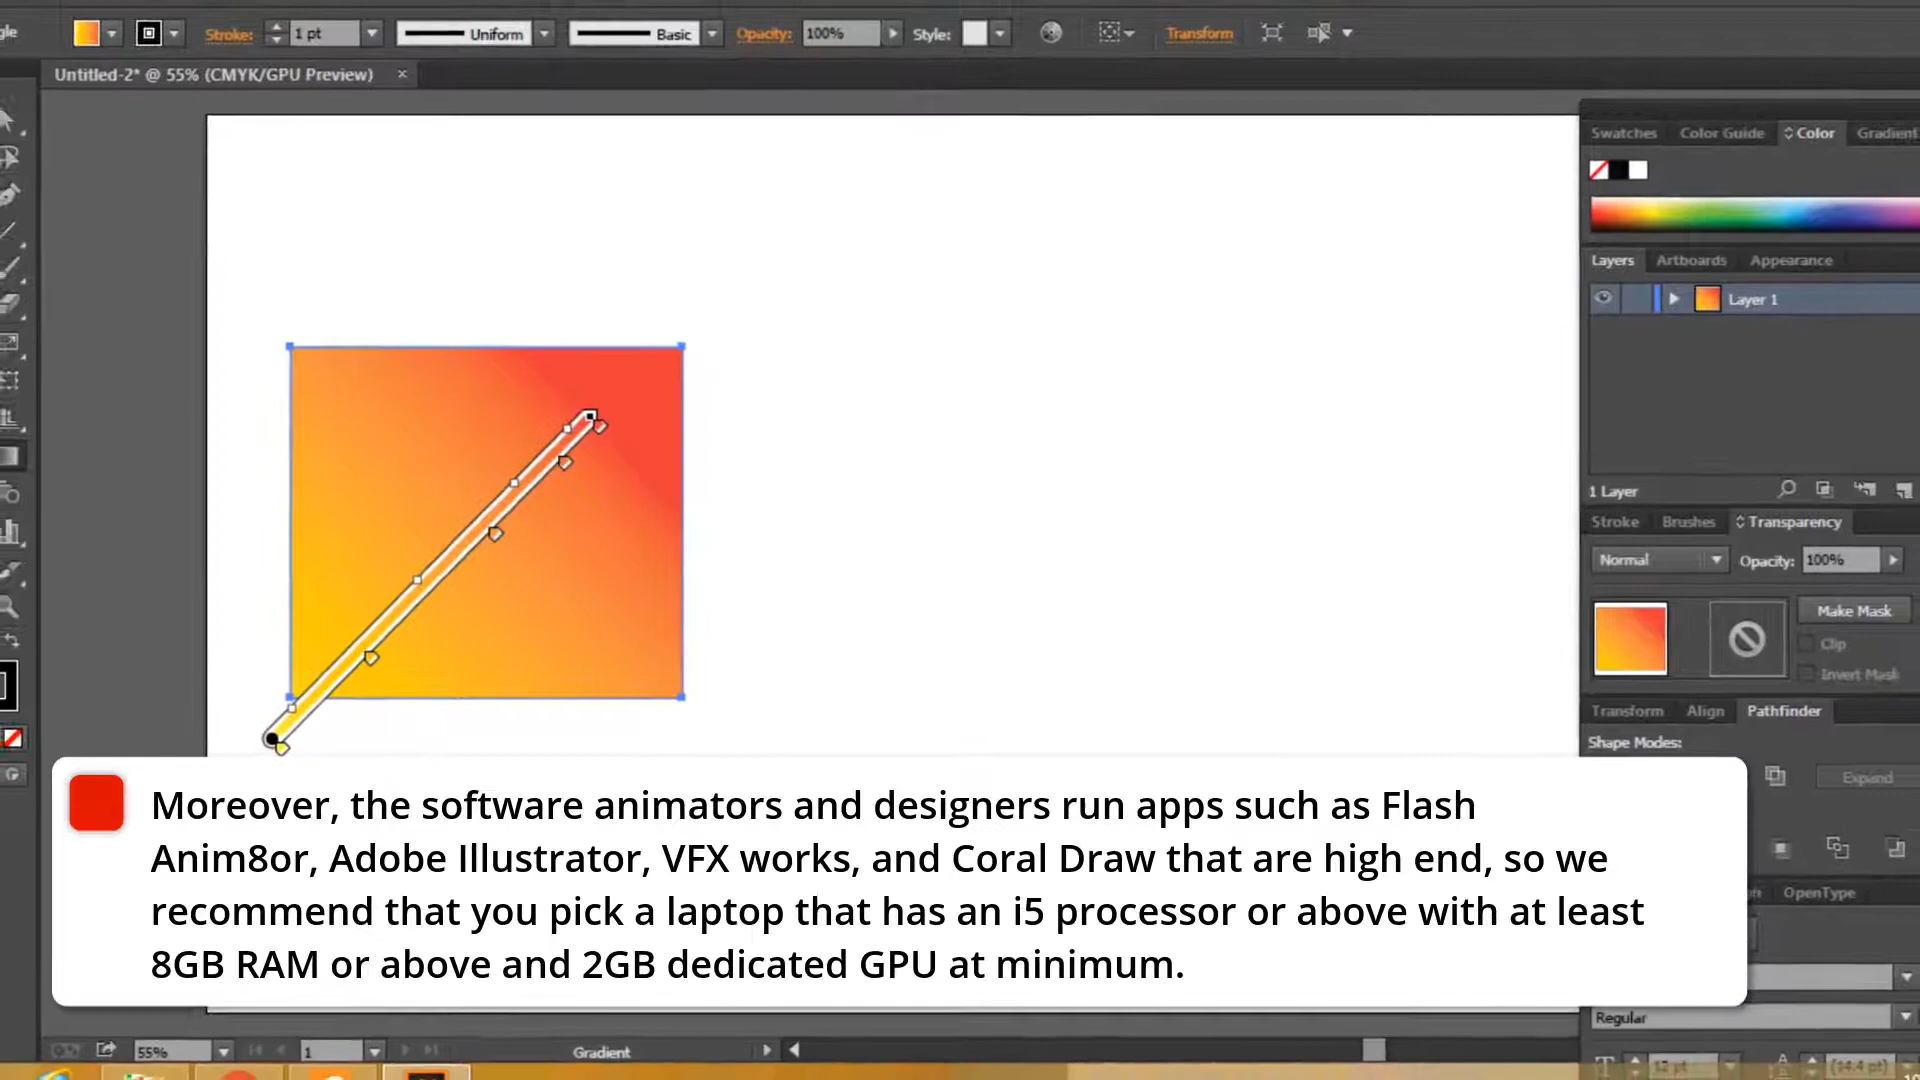 Stroke: 1 pt Uniform Basic Opacity: 100% Style: Transform
Untitled-2* @ 55% (CMYK/GPU Preview) ×
Swatches Color Guide Color Gradient
Layers Artboards Appearance
Layer 1
1 Layer
Stroke Brushes Transparency
Normal Opacity: 100%
Make Mask
Clip
Invert Mask
Transform Align Pathfinder
Shape Modes:
Expand
Moreover, the software animators and designers run apps such as Flash
Anim8or, Adobe Illustrator, VFX works, and Coral Draw that are high end, so we
recommend that you pick a laptop that has an i5 processor or above with at least
8GB RAM or above and 2GB dedicated GPU at minimum.
OpenType
Regular
55% 1 Gradient
12 pt (14.4 pt)